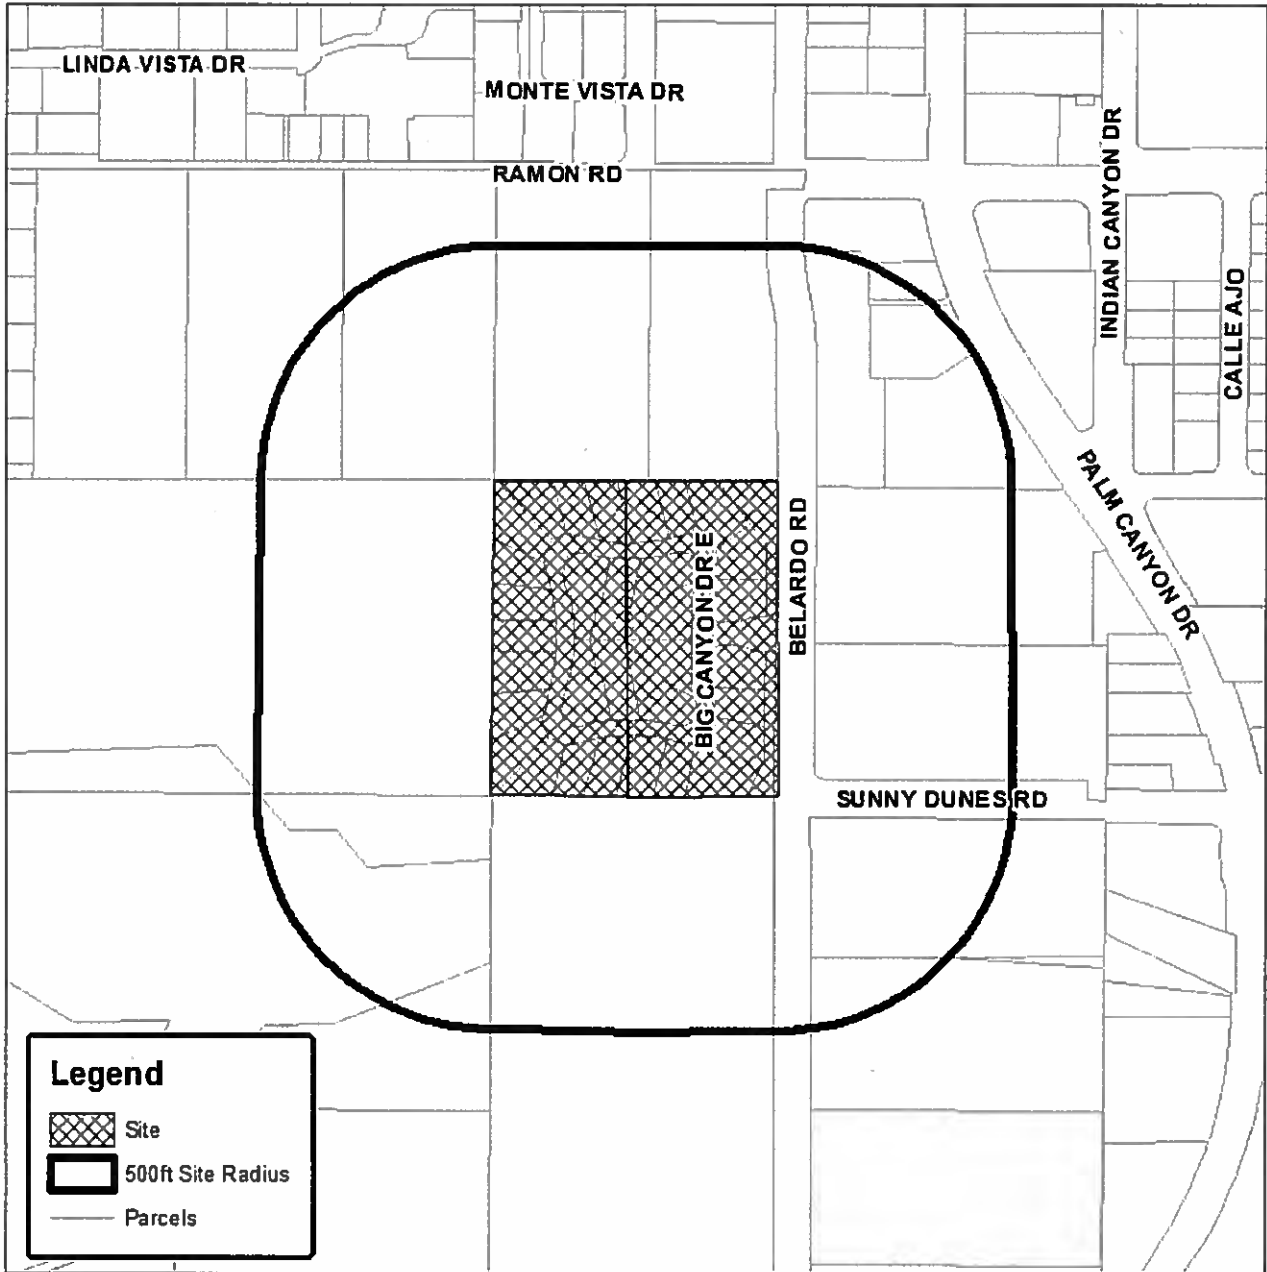 LINDA VISTA DR
MONTE VISTA DR
RAMON RD
INDIAN CANYON DR
CALLE AJO
PALM CANYON DR
BELARDO RD
BIG CANYON DR E
SUNNY DUNES RD
Legend
Site
500ft Site Radius
Parcels